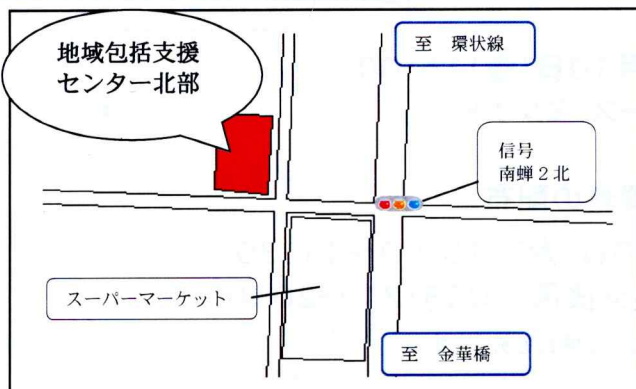 地域包括支援
センター北部
至　環状線
信号
南蝉２北
スーパーマーケット
至　金華橋